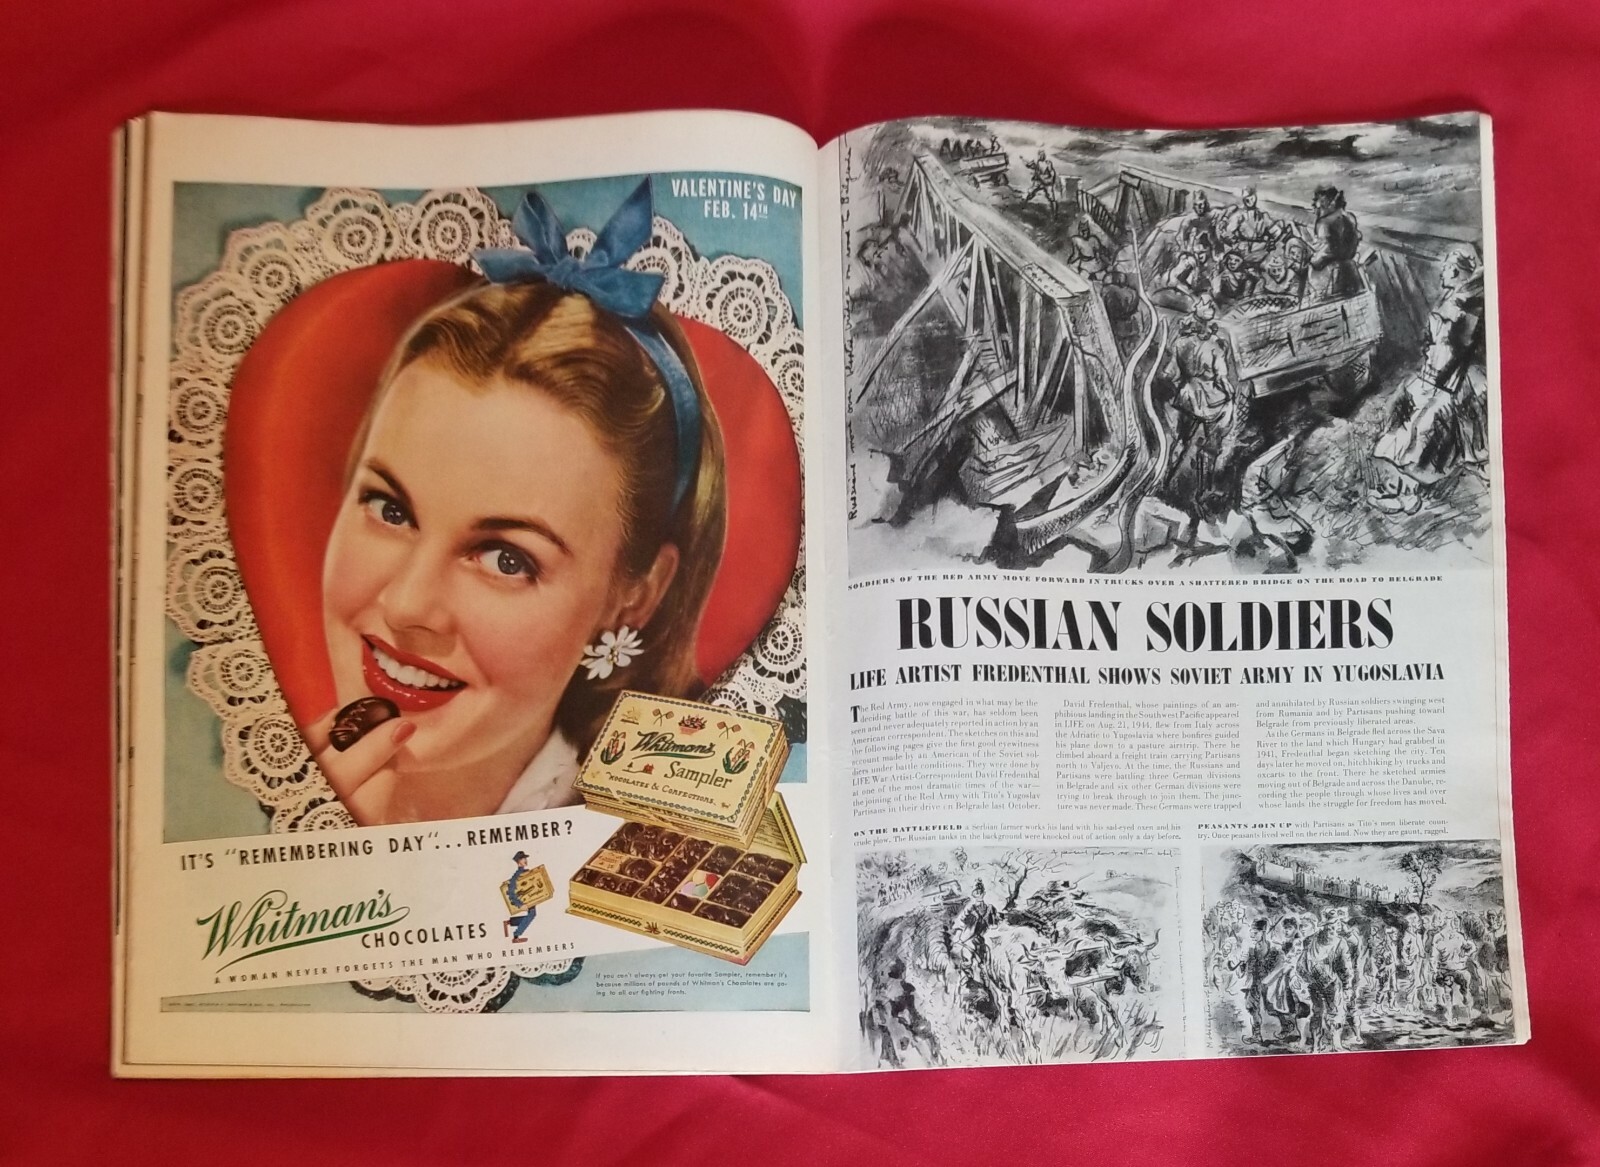 VALENTINE'S DAY
FEB. 14TH
Whitman's
Sampler
CHOCOLATES & CONFECTIONS
IT'S "REMEMBERING DAY"... REMEMBER?
Whitman's
CHOCOLATES
A WOMAN NEVER FORGETS THE MAN WHO REMEMBERS
If you can't always get your favorite Sampler, remember it's
because millions of pounds of Whitman's Chocolates are go-
ing to all our fighting fronts.
Russian
SOLDIERS OF THE RED ARMY MOVE FORWARD IN TRUCKS OVER A SHATTERED BRIDGE ON THE ROAD TO BELGRADE
RUSSIAN SOLDIERS
LIFE ARTIST FREDENTHAL SHOWS SOVIET ARMY IN YUGOSLAVIA
The Red Army, now engaged in what may be the
deciding battle of this war, has seldom been
seen and never adequately reported in action by an
American correspondent. The sketches on this and
the following pages give the first good eyewitness
account made by an American of the Soviet sol-
diers under battle conditions. They were done by
LIFE War Artist-Correspondent David Fredenthal
at one of the most dramatic times of the war—
the joining of the Red Army with Tito's Yugoslav
Partisans in their drive on Belgrade last October.
David Fredenthal, whose paintings of an am-
phibious landing in the Southwest Pacific appeared
in LIFE on Aug. 21, 1944, flew from Italy across
the Adriatic to Yugoslavia where bonfires guided
his plane down to a pasture airstrip. There he
climbed aboard a freight train carrying Partisans
north to Valjevo. At the time, the Russians and
Partisans were battling three German divisions
in Belgrade and six other German divisions were
trying to break through to join them. The junc-
ture was never made. These Germans were trapped
and annihilated by Russian soldiers swinging west
from Rumania and by Partisans pushing toward
Belgrade from previously liberated areas.
As the Germans in Belgrade fled across the Sava
River to the land which Hungary had grabbed in
1941, Fredenthal began sketching the city. Ten
days later he moved on, hitchhiking by trucks and
oxcarts to the front. There he sketched armies
moving out of Belgrade and across the Danube, re-
cording the people through whose lives and over
whose lands the struggle for freedom has moved.
ON THE BATTLEFIELD a Serbian farmer works his land with his sad-eyed oxen and his
crude plow. The Russian tanks in the background were knocked out of action only a day before.
PEASANTS JOIN UP with Partisans as Tito's men liberate coun-
try. Once peasants lived well on the rich land. Now they are gaunt, ragged.